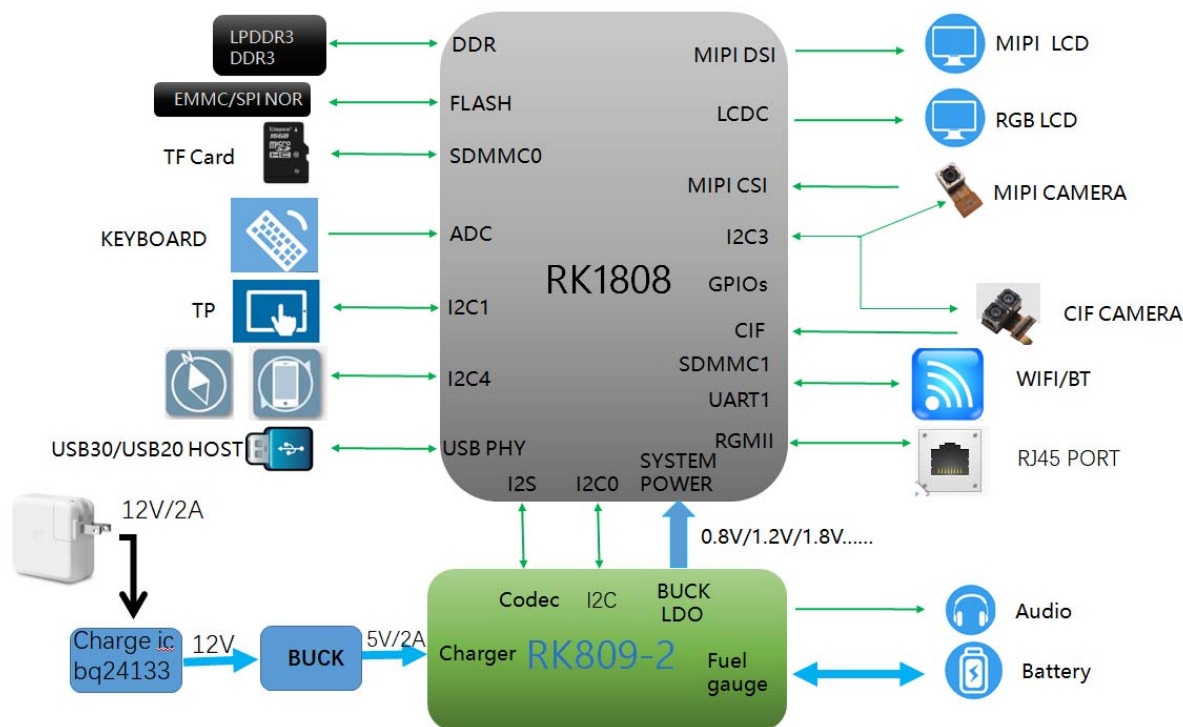 LPDDR3
DDR3
DDR
MIPI DSI
MIPI LCD
EMMC/SPI NOR
FLASH
LCDC
RGB LCD
TF Card
16GB
micro
SDMMC0
MIPI CSI
MIPI CAMERA
KEYBOARD
ADC
I2C3
RK1808
GPIOs
TP
I2C1
CIF
CIF CAMERA
SDMMC1
N
I2C4
UART1
WIFI/BT
USB30/USB20 HOST
USB PHY
RGMII
RJ45 PORT
I2S
I2C0
SYSTEM
POWER
12V/2A
0.8V/1.2V/1.8V......
Codec
I2C
BUCK
LDO
Audio
Charge ic
bq24133
12V
BUCK
5V/2A
Charger
RK809-2
Fuel
gauge
Battery